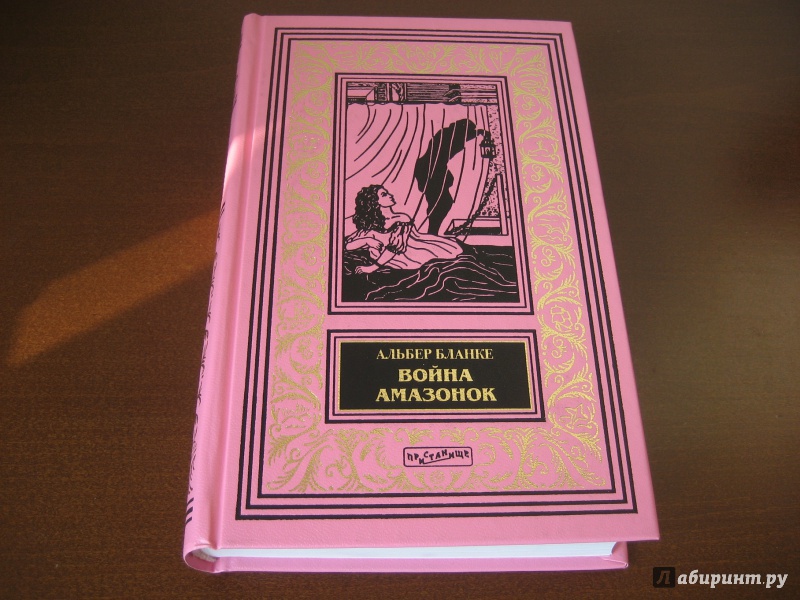 АЛЬБЕР БЛАНКЕ
ВОЙНА
АМАЗОНОК
ПРИСТАНИЩЕ
Лабиринт.ру